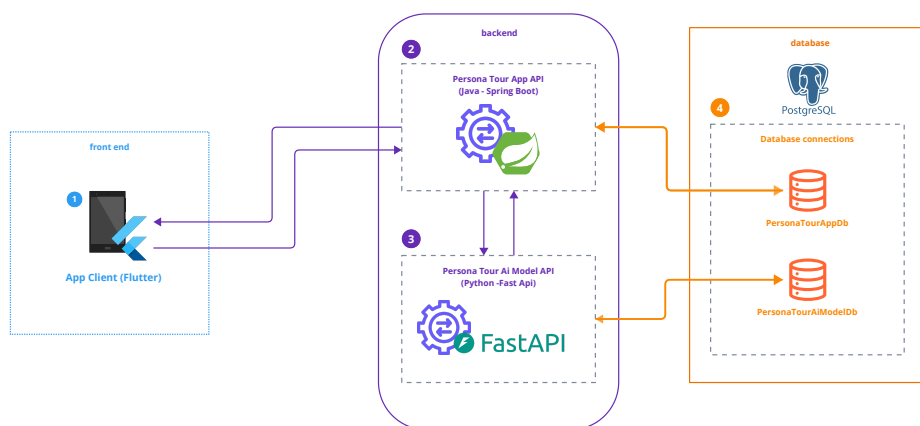 backend
2
Persona Tour App API
(Java - Spring Boot)
database
PostgreSQL
4
Database connections
front end
1
App Client (Flutter)
PersonaTourAppDb
3
Persona Tour Ai Model API
(Python -Fast Api)
FastAPI
PersonaTourAiModelDb